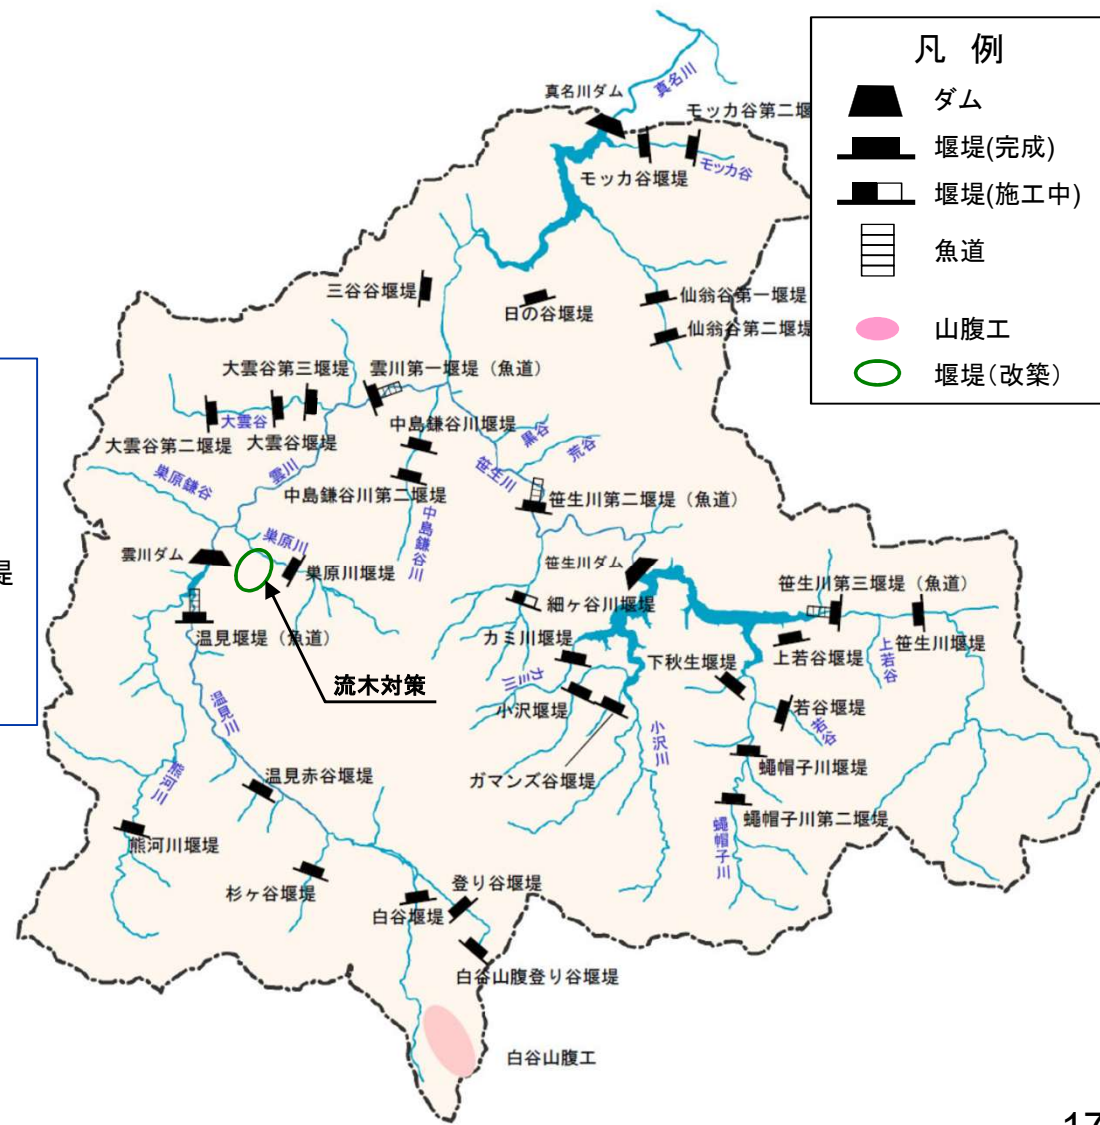 真名川ダム
真名川
モッカ谷第二堰
モッカ谷堰堤
モッカ谷
凡 例
ダム
堰堤(完成)
堰堤(施工中)
魚道
山腹工
堰堤(改築)
三谷谷堰堤
日の谷堰堤
仙翁谷第一堰堤
仙翁谷第二堰堤
大雲谷第三堰堤
雲川第一堰堤(魚道)
大雲谷
大雲谷第二堰堤
大雲谷堰堤
中島鎌谷川堰堤
黒谷
荒谷
巣原鎌谷
雲川
中島鎌谷川第二堰堤
笹生川
笹生川第二堰堤(魚道)
中島鎌谷川
巣原川
雲川ダム
巣原川堰堤
笹生川ダム
堤
細ヶ谷川堰堤
笹生川第三堰堤(魚道)
温見堰堤(魚道)
カミ川堰堤
上若谷堰堤
笹生川堰堤
上若谷
下秋生堰堤
流木対策
カミ川
小沢堰堤
若谷堰堤
若谷
温見川
小沢川
熊河川
温見赤谷堰堤
ガマンズ谷堰堤
蠅帽子川堰堤
蠅帽子川第二堰堤
蠅帽子川
熊河川堰堤
杉ヶ谷堰堤
登り谷堰堤
白谷堰堤
白谷山腹登り谷堰堤
白谷山腹工
17